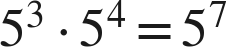 5³ · 5⁴ = 5⁷